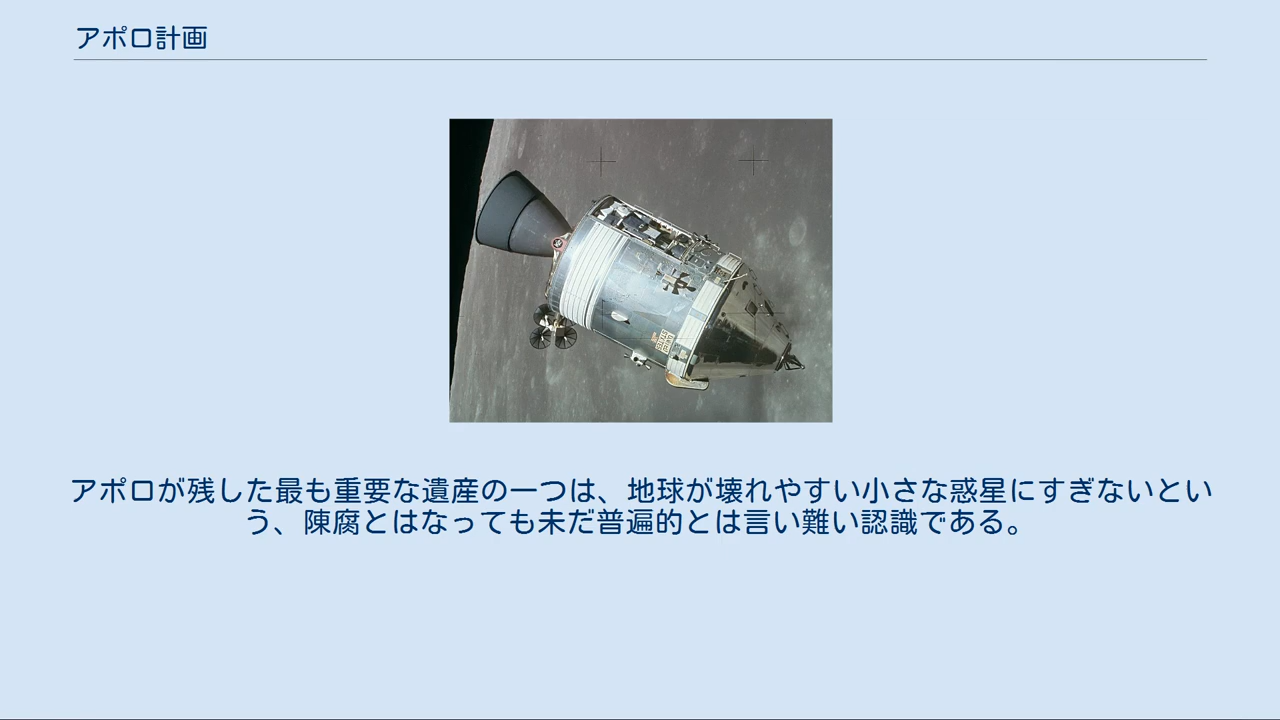 アポロ計画
アポロが残した最も重要な遺産の一つは、地球が壊れやすい小さな惑星にすぎないとい
う、陳腐とはなっても未だ普遍的とは言い難い認識である。